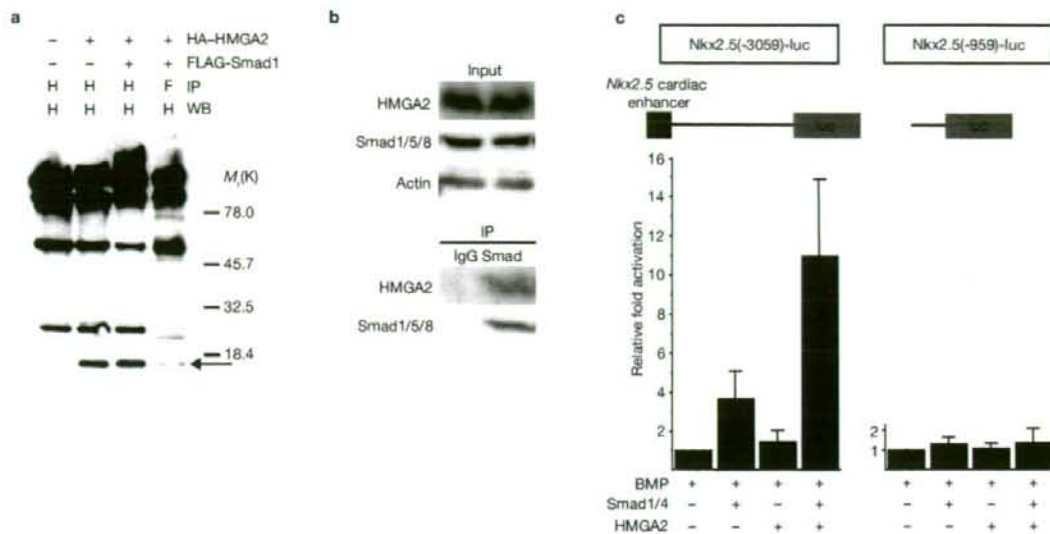 a
- + + + HA–HMGA2
- - + + FLAG-Smad1
H H H F IP
H H H H WB
Mr(K)
78.0
45.7
32.5
18.4
b
Input
HMGA2
Smad1/5/8
Actin
IP
IgG Smad
HMGA2
Smad1/5/8
c
Nkx2.5(-3059)-luc
Nkx2.5(-959)-luc
Nkx2.5 cardiac
enhancer
Relative fold activation
16
14
12
10
8
6
4
2
2
1
BMP + + + + + + + +
Smad1/4 - + - + - + - +
HMGA2 - - + + - - + +